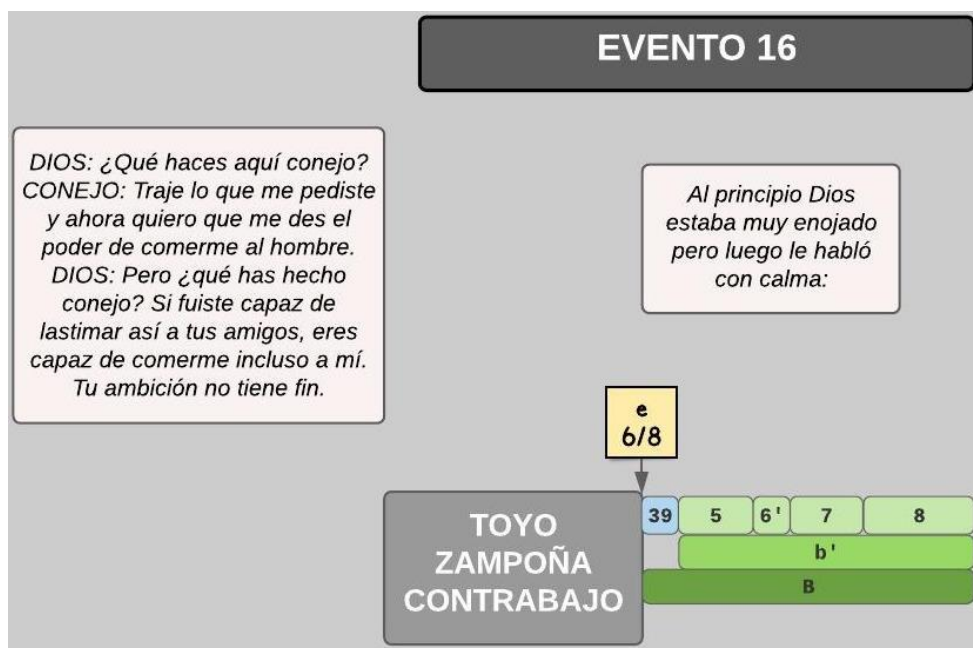 EVENTO 16
DIOS: ¿Qué haces aquí conejo?
CONEJO: Traje lo que me pediste
y ahora quiero que me des el
poder de comerme al hombre.
DIOS: Pero ¿qué has hecho
conejo? Si fuiste capaz de
lastimar así a tus amigos, eres
capaz de comerme incluso a mí.
Tu ambición no tiene fin.
Al principio Dios
estaba muy enojado
pero luego le habló
con calma:
e
6/8
TOYO
ZAMPOÑA
CONTRABAJO
39 5 6' 7 8
b'
B